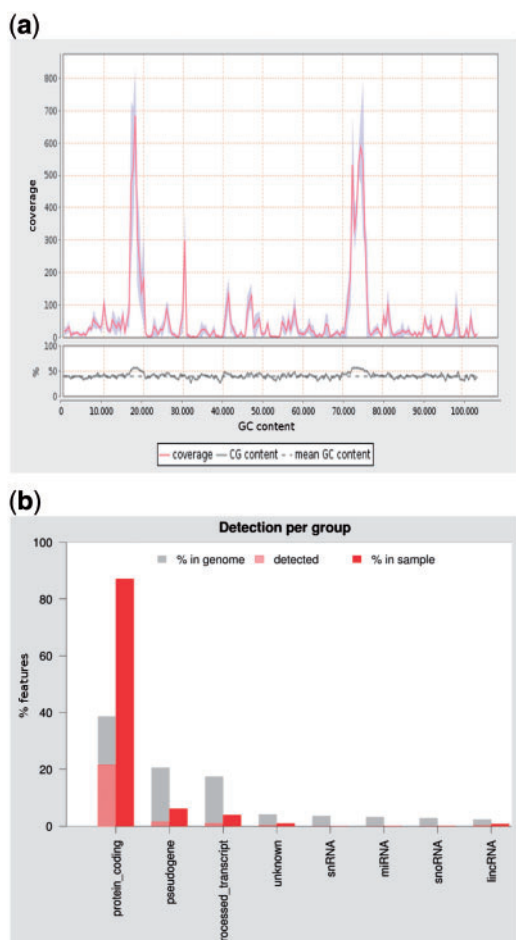 (a)
800
700
600
500
400
300
200
100
0
coverage
100
50
0
%
0 10.000 20.000 30.000 40.000 50.000 60.000 70.000 80.000 90.000 100.000
GC content
coverage CG content mean GC content
(b)
Detection per group
% in genome detected % in sample
100
80
60
40
20
0
% features
protein_coding
pseudogene
processed_transcript
unknown
snRNA
miRNA
snoRNA
lincRNA